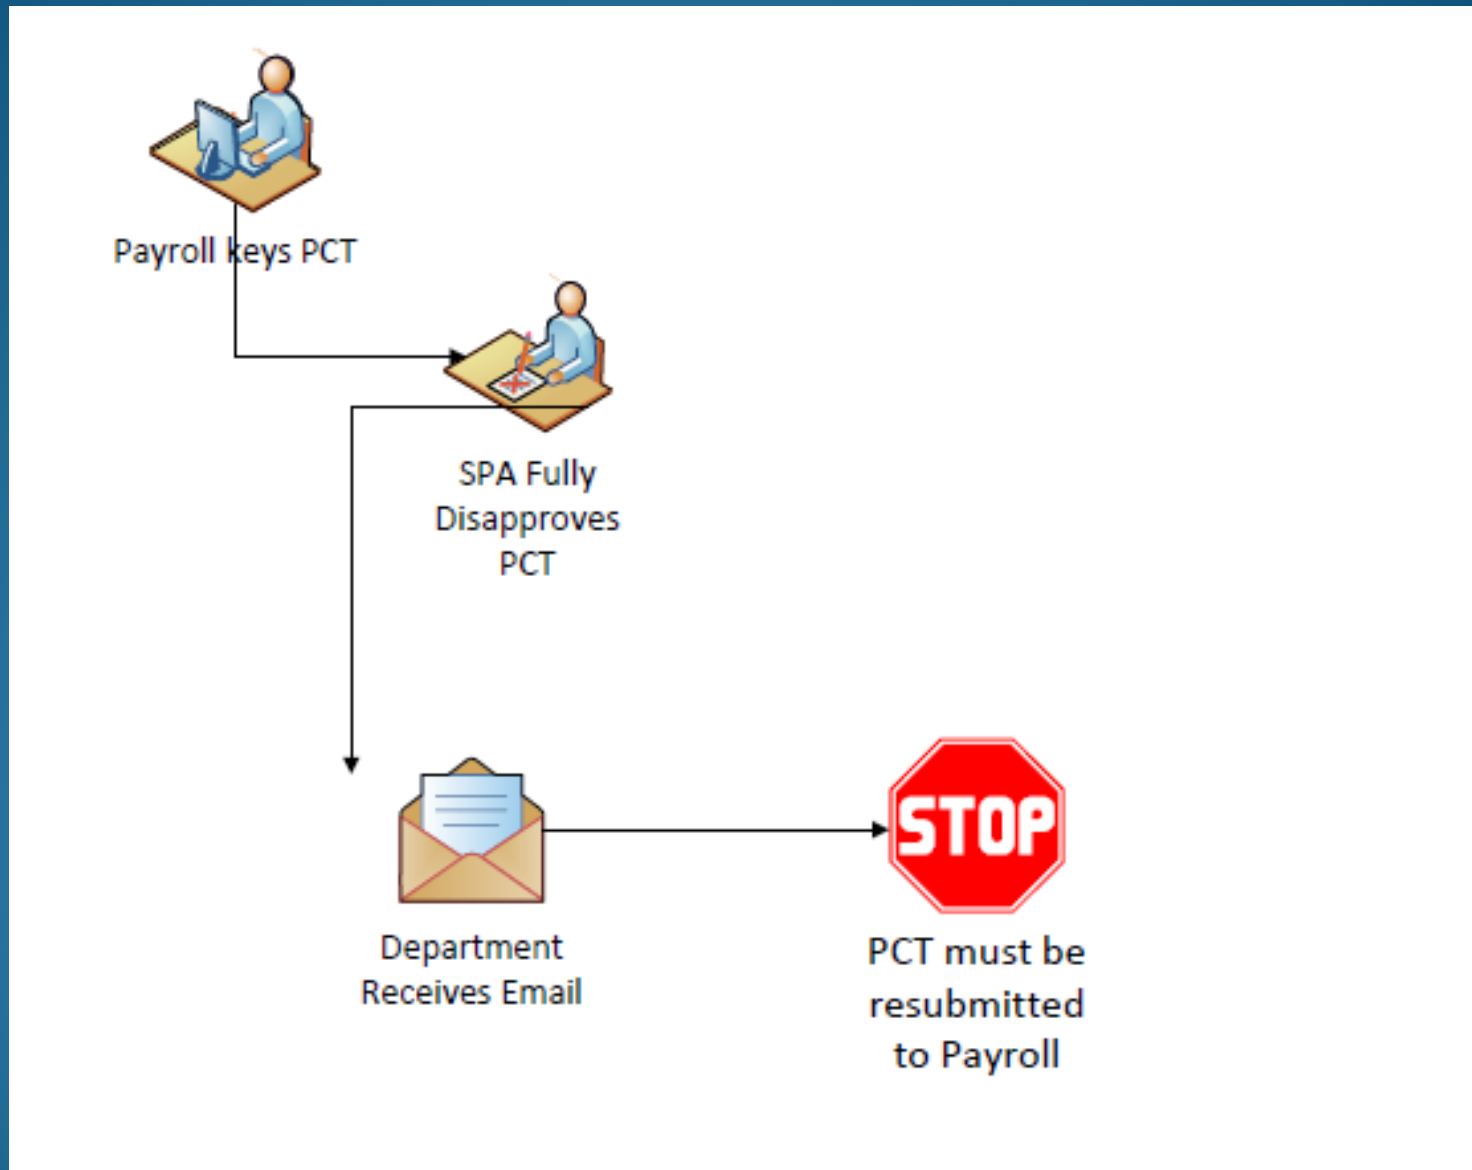 Payroll keys PCT
SPA Fully
Disapproves
PCT
Department
Receives Email
STOP
PCT must be
resubmitted
to Payroll